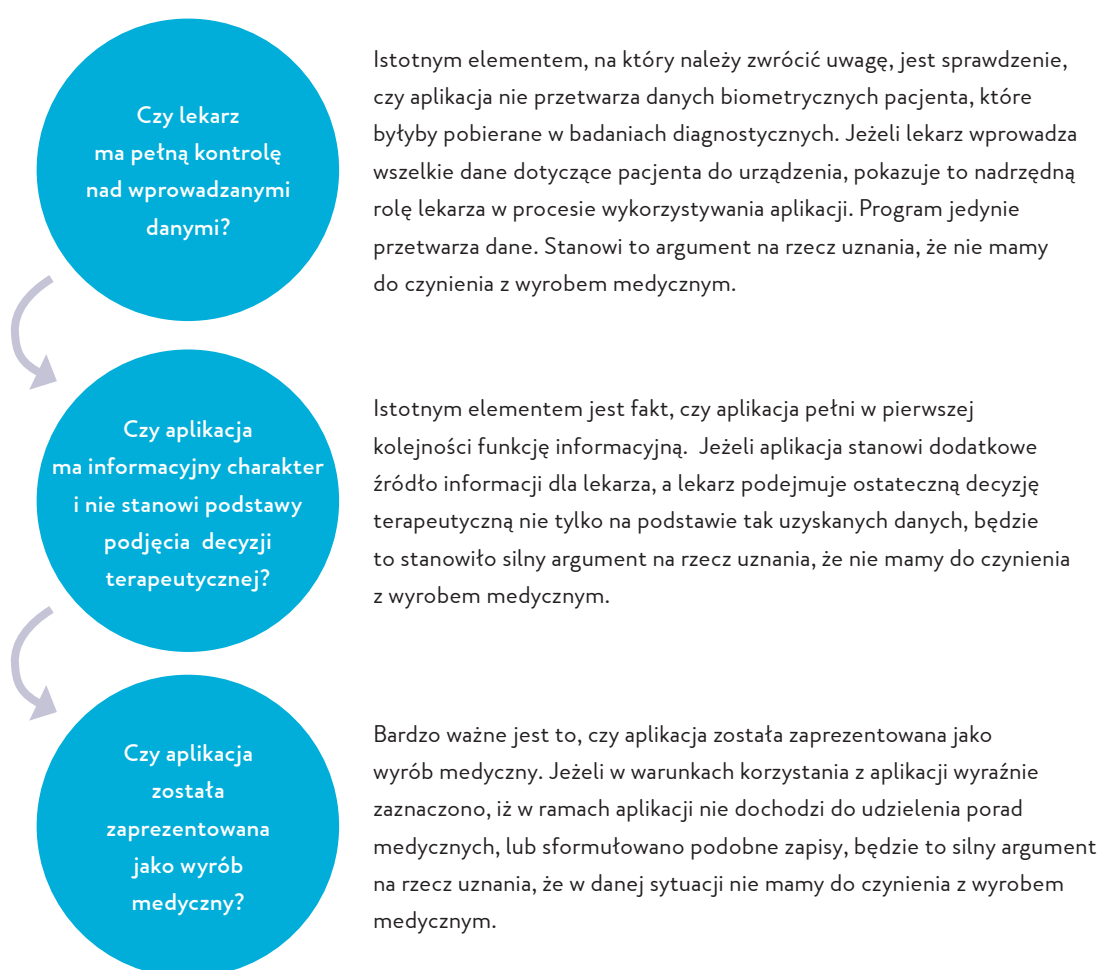 Czy lekarz
ma pełną kontrolę
nad wprowadzanymi
danymi?
Istotnym elementem, na który należy zwrócić uwagę, jest sprawdzenie,
czy aplikacja nie przetwarza danych biometrycznych pacjenta, które
byłyby pobierane w badaniach diagnostycznych. Jeżeli lekarz wprowadza
wszelkie dane dotyczące pacjenta do urządzenia, pokazuje to nadrzędną
rolę lekarza w procesie wykorzystywania aplikacji. Program jedynie
przetwarza dane. Stanowi to argument na rzecz uznania, że nie mamy
do czynienia z wyrobem medycznym.
Czy aplikacja
ma informacyjny charakter
i nie stanowi podstawy
podjęcia decyzji
terapeutycznej?
Istotnym elementem jest fakt, czy aplikacja pełni w pierwszej
kolejności funkcję informacyjną. Jeżeli aplikacja stanowi dodatkowe
źródło informacji dla lekarza, a lekarz podejmuje ostateczną decyzję
terapeutyczną nie tylko na podstawie tak uzyskanych danych, będzie
to stanowiło silny argument na rzecz uznania, że nie mamy do czynienia
z wyrobem medycznym.
Czy aplikacja
została
zaprezentowana
jako wyrób
medyczny?
Bardzo ważne jest to, czy aplikacja została zaprezentowana jako
wyrób medyczny. Jeżeli w warunkach korzystania z aplikacji wyraźnie
zaznaczono, iż w ramach aplikacji nie dochodzi do udzielenia porad
medycznych, lub sformułowano podobne zapisy, będzie to silny argument
na rzecz uznania, że w danej sytuacji nie mamy do czynienia z wyrobem
medycznym.